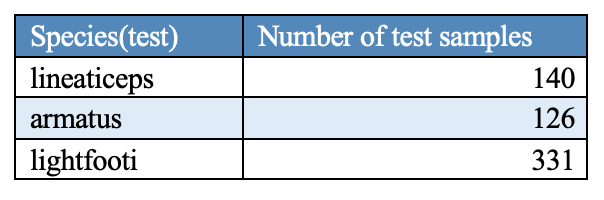 Species(test) Number of test samples
lineaticeps 140
armatus 126
lightfooti 331